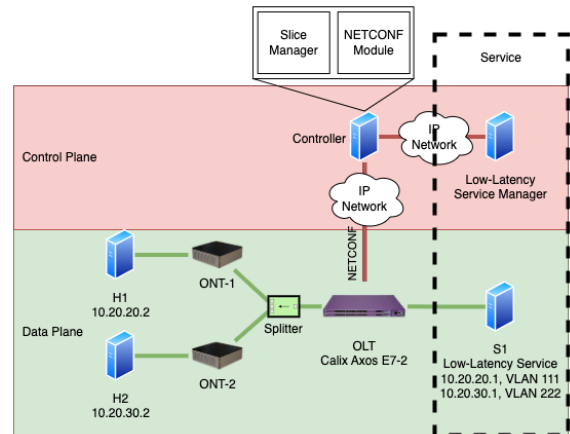 Slice
Manager
NETCONF
Module
Service
Controller
IP
Network
Control Plane
Low-Latency
Service Manager
IP
Network
NETCONF
ONT-1
H1
10.20.20.2
Splitter
Data Plane
OLT
Calix Axos E7-2
S1
Low-Latency Service
10.20.20.1, VLAN 111
10.20.30.1, VLAN 222
ONT-2
H2
10.20.30.2